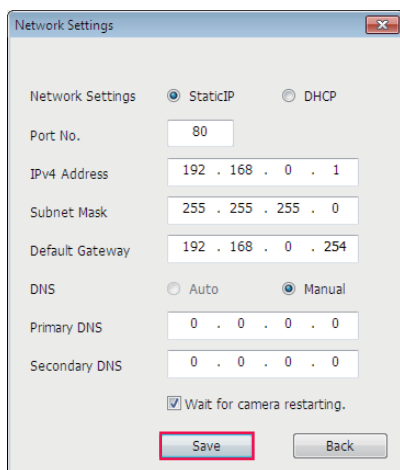 Network Settings
Network Settings StaticIP DHCP
Port No. 80
IPv4 Address 192 . 168 . 0 . 1
Subnet Mask 255 . 255 . 255 . 0
Default Gateway 192 . 168 . 0 . 254
DNS Auto Manual
Primary DNS 0 . 0 . 0 . 0
Secondary DNS 0 . 0 . 0 . 0
Wait for camera restarting.
Save Back